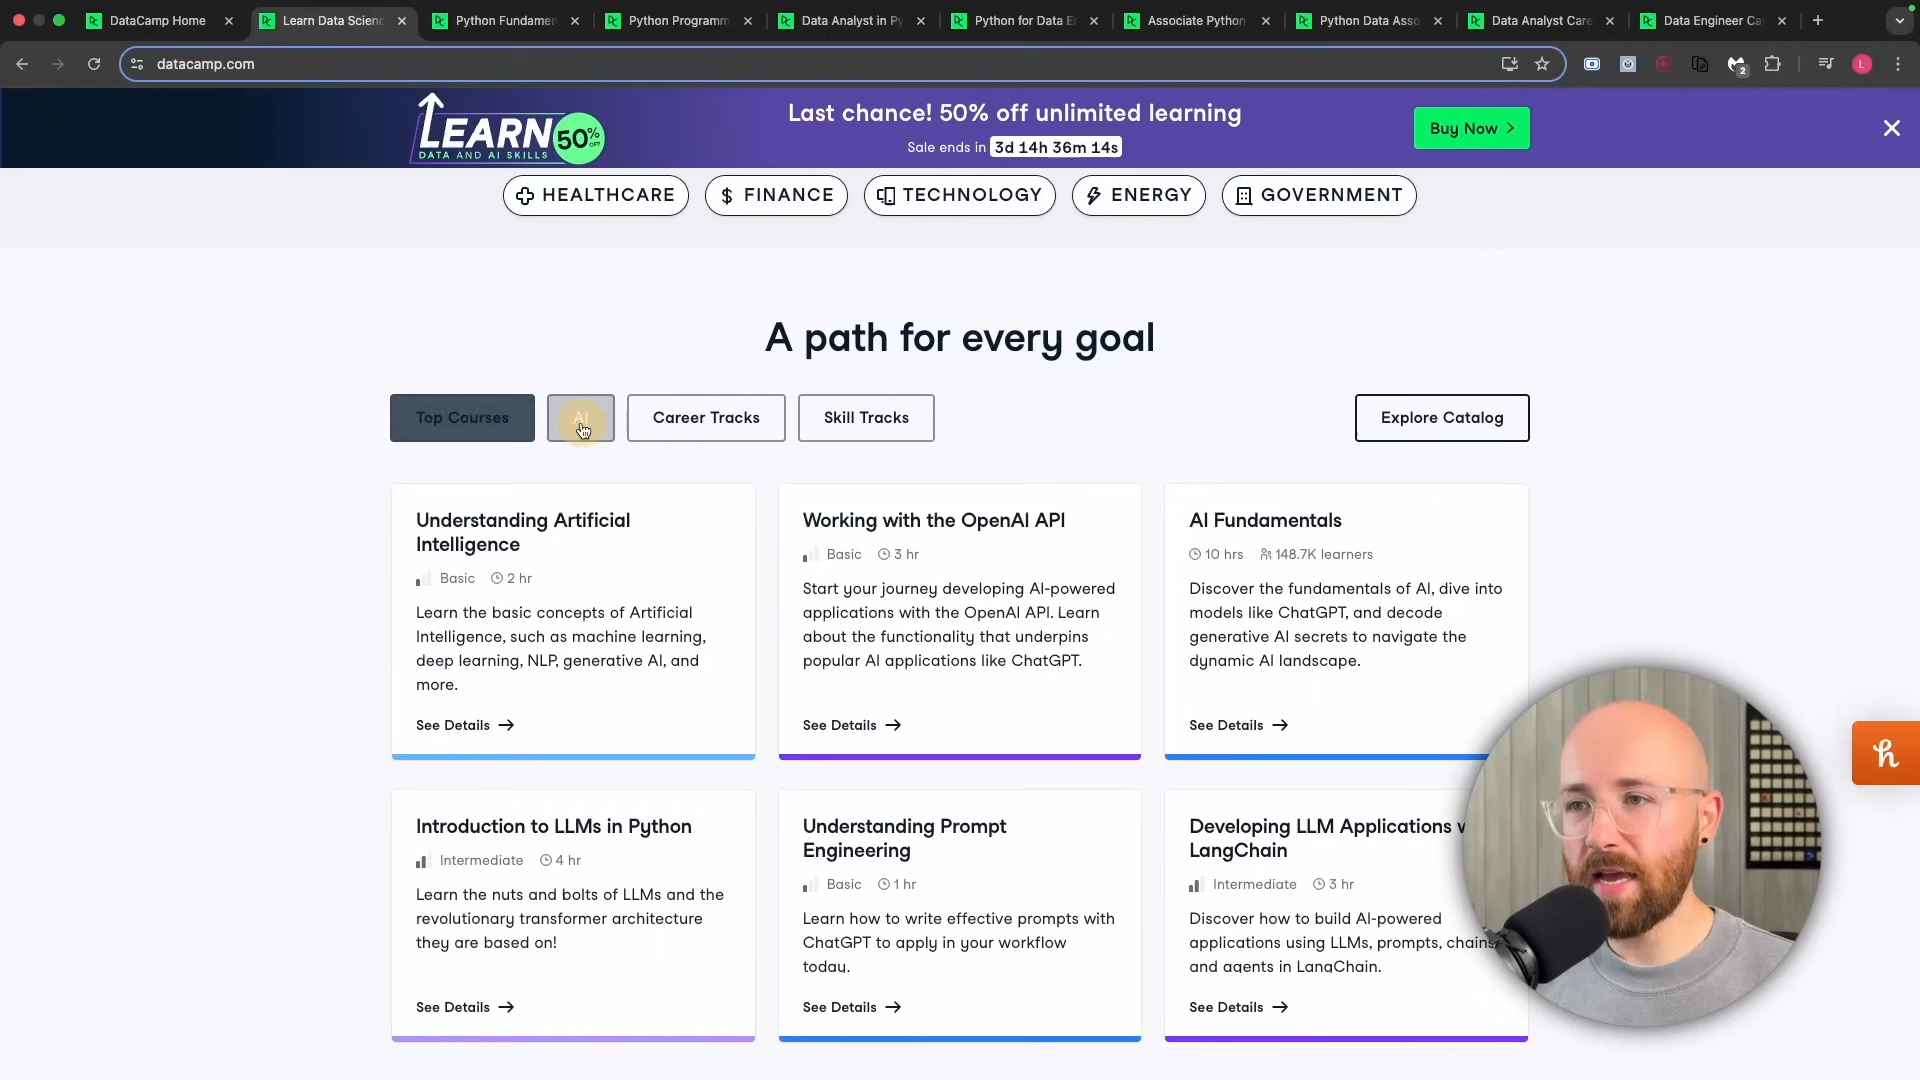 DataCamp Home
Learn Data Scienc
Python Fundamen
Python Programm
Data Analyst in Py
Python for Data E
Associate Python
Python Data Asso
Data Analyst Care
Data Engineer Ca
datacamp.com
2
L
LEARN
50% OFF
DATA AND AI SKILLS
Last chance! 50% off unlimited learning
Sale ends in 3d 14h 36m 14s
Buy Now
HEALTHCARE
FINANCE
TECHNOLOGY
ENERGY
GOVERNMENT
A path for every goal
Top Courses
AI
Career Tracks
Skill Tracks
Explore Catalog
Understanding Artificial
Intelligence
Basic 2 hr
Learn the basic concepts of Artificial
Intelligence, such as machine learning,
deep learning, NLP, generative AI, and
more.
See Details
Working with the OpenAI API
Basic 3 hr
Start your journey developing AI-powered
applications with the OpenAI API. Learn
about the functionality that underpins
popular AI applications like ChatGPT.
See Details
AI Fundamentals
10 hrs 148.7K learners
Discover the fundamentals of AI, dive into
models like ChatGPT, and decode
generative AI secrets to navigate the
dynamic AI landscape.
See Details
Introduction to LLMs in Python
Intermediate 4 hr
Learn the nuts and bolts of LLMs and the
revolutionary transformer architecture
they are based on!
See Details
Understanding Prompt
Engineering
Basic 1 hr
Learn how to write effective prompts with
ChatGPT to apply in your workflow
today.
See Details
Developing LLM Applications
LangChain
Intermediate 3 hr
Discover how to build AI-powered
applications using LLMs, prompts, chains
and agents in LangChain.
See Details
h